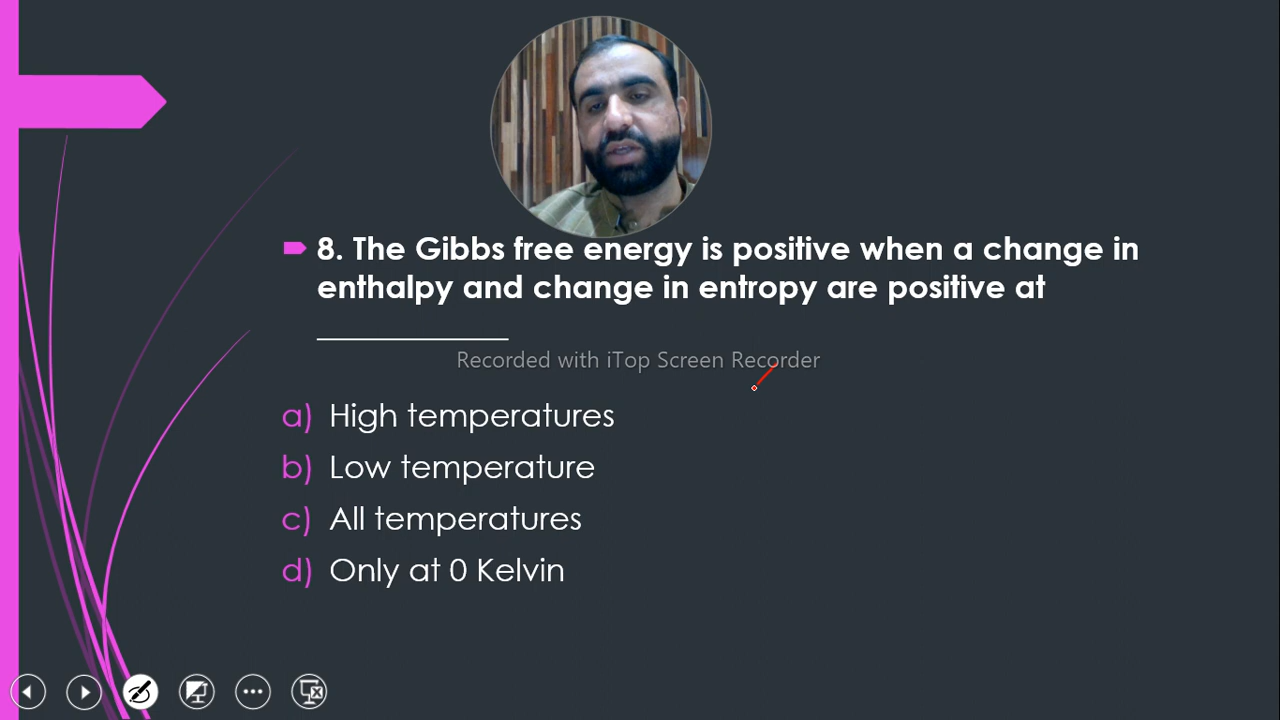 8. The Gibbs free energy is positive when a change in
enthalpy and change in entropy are positive at
____________
Recorded with iTop Screen Recorder
a) High temperatures
b) Low temperature
c) All temperatures
d) Only at 0 Kelvin